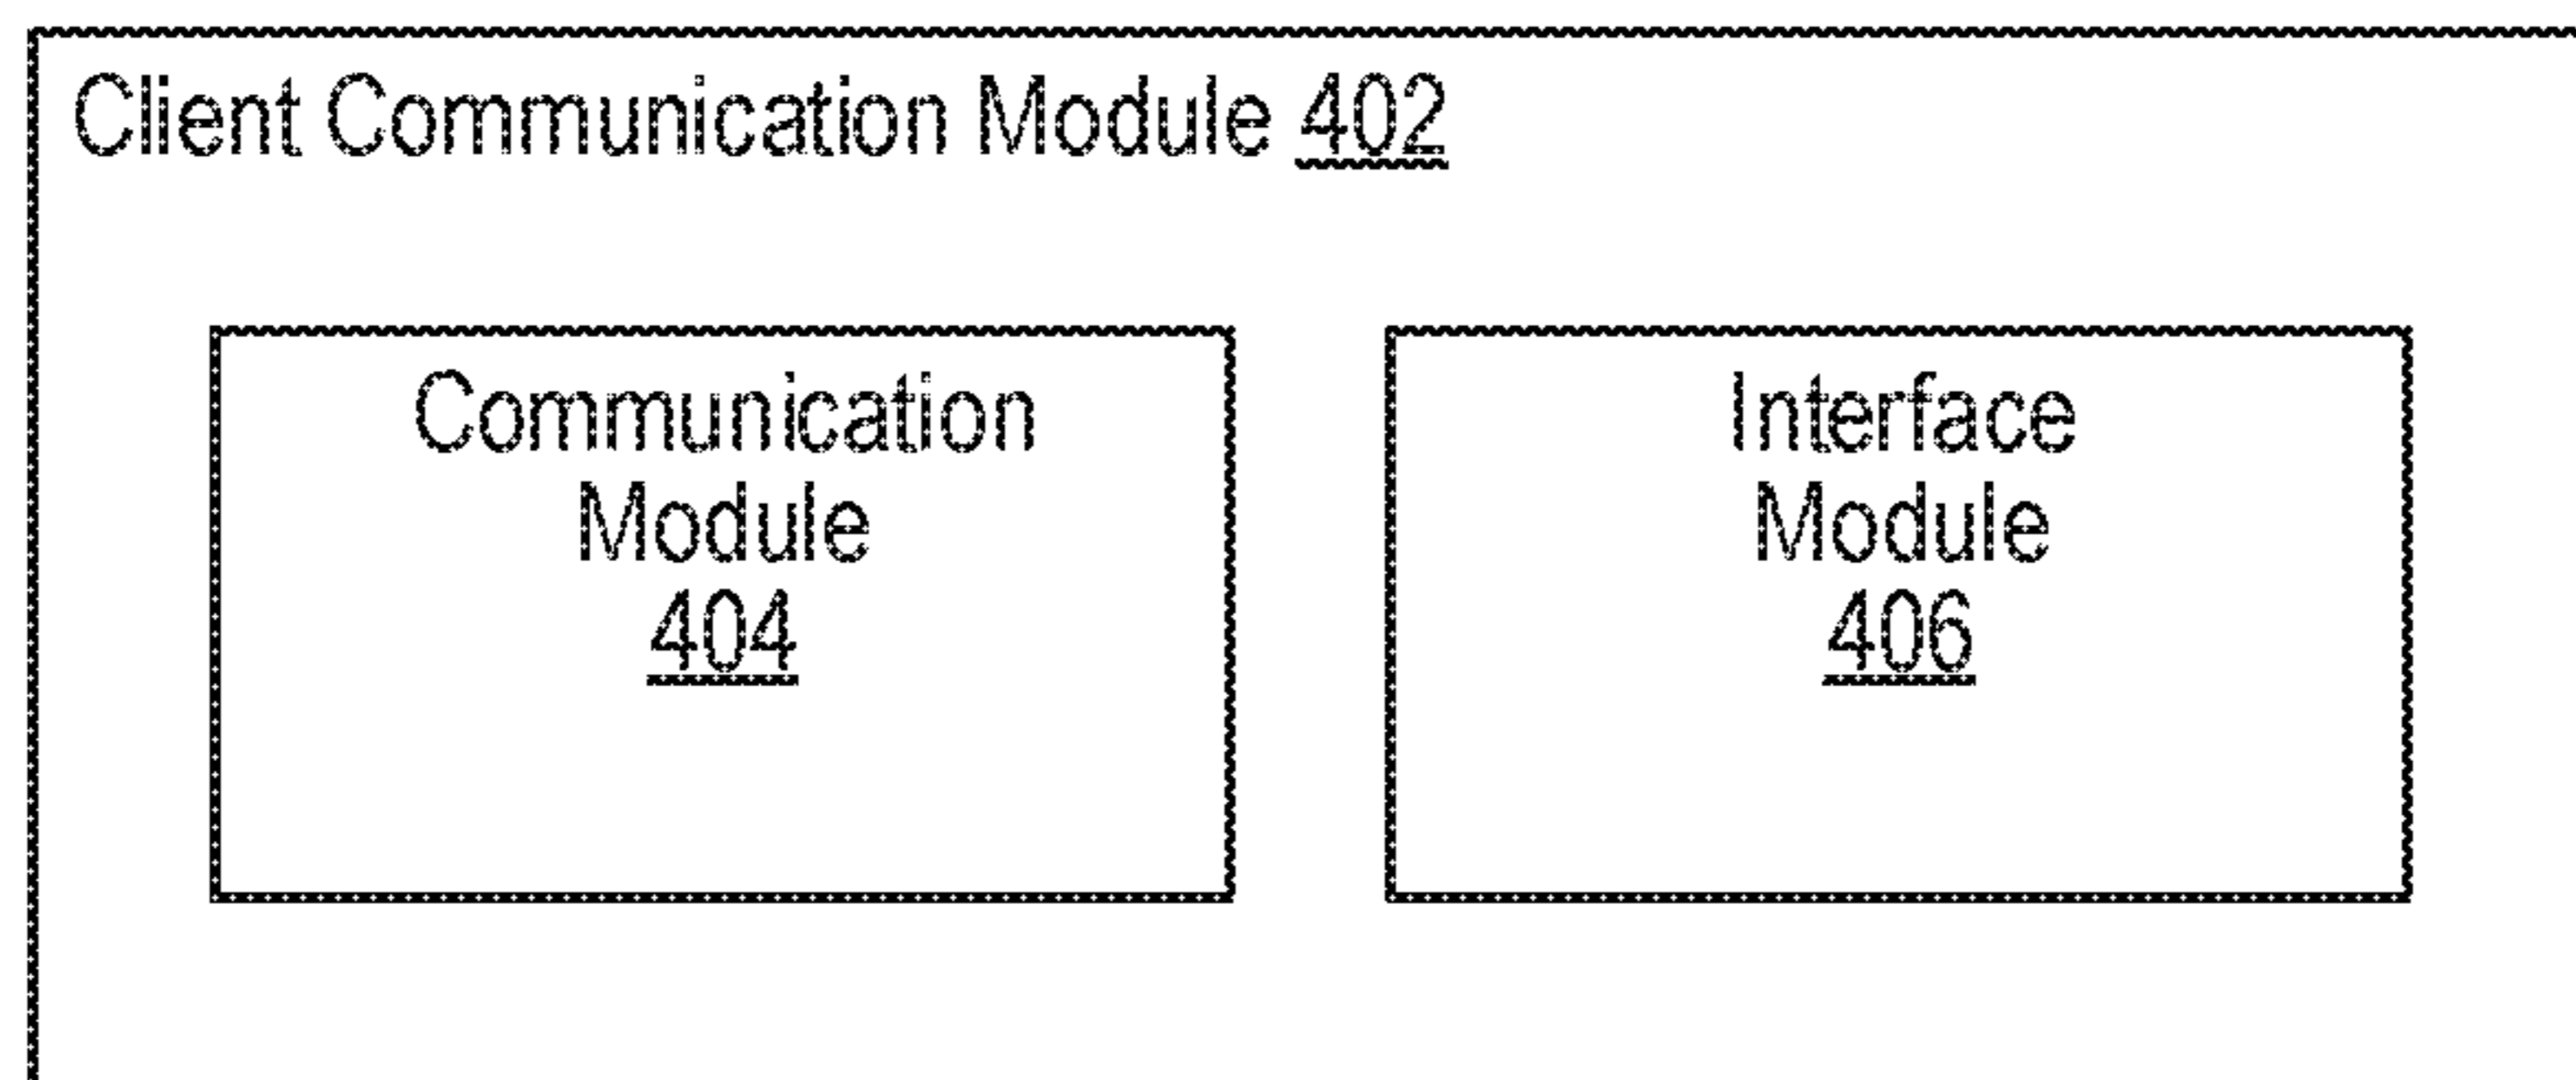 Client Communication Module 402
Communication
Module
404
Interface
Module
406